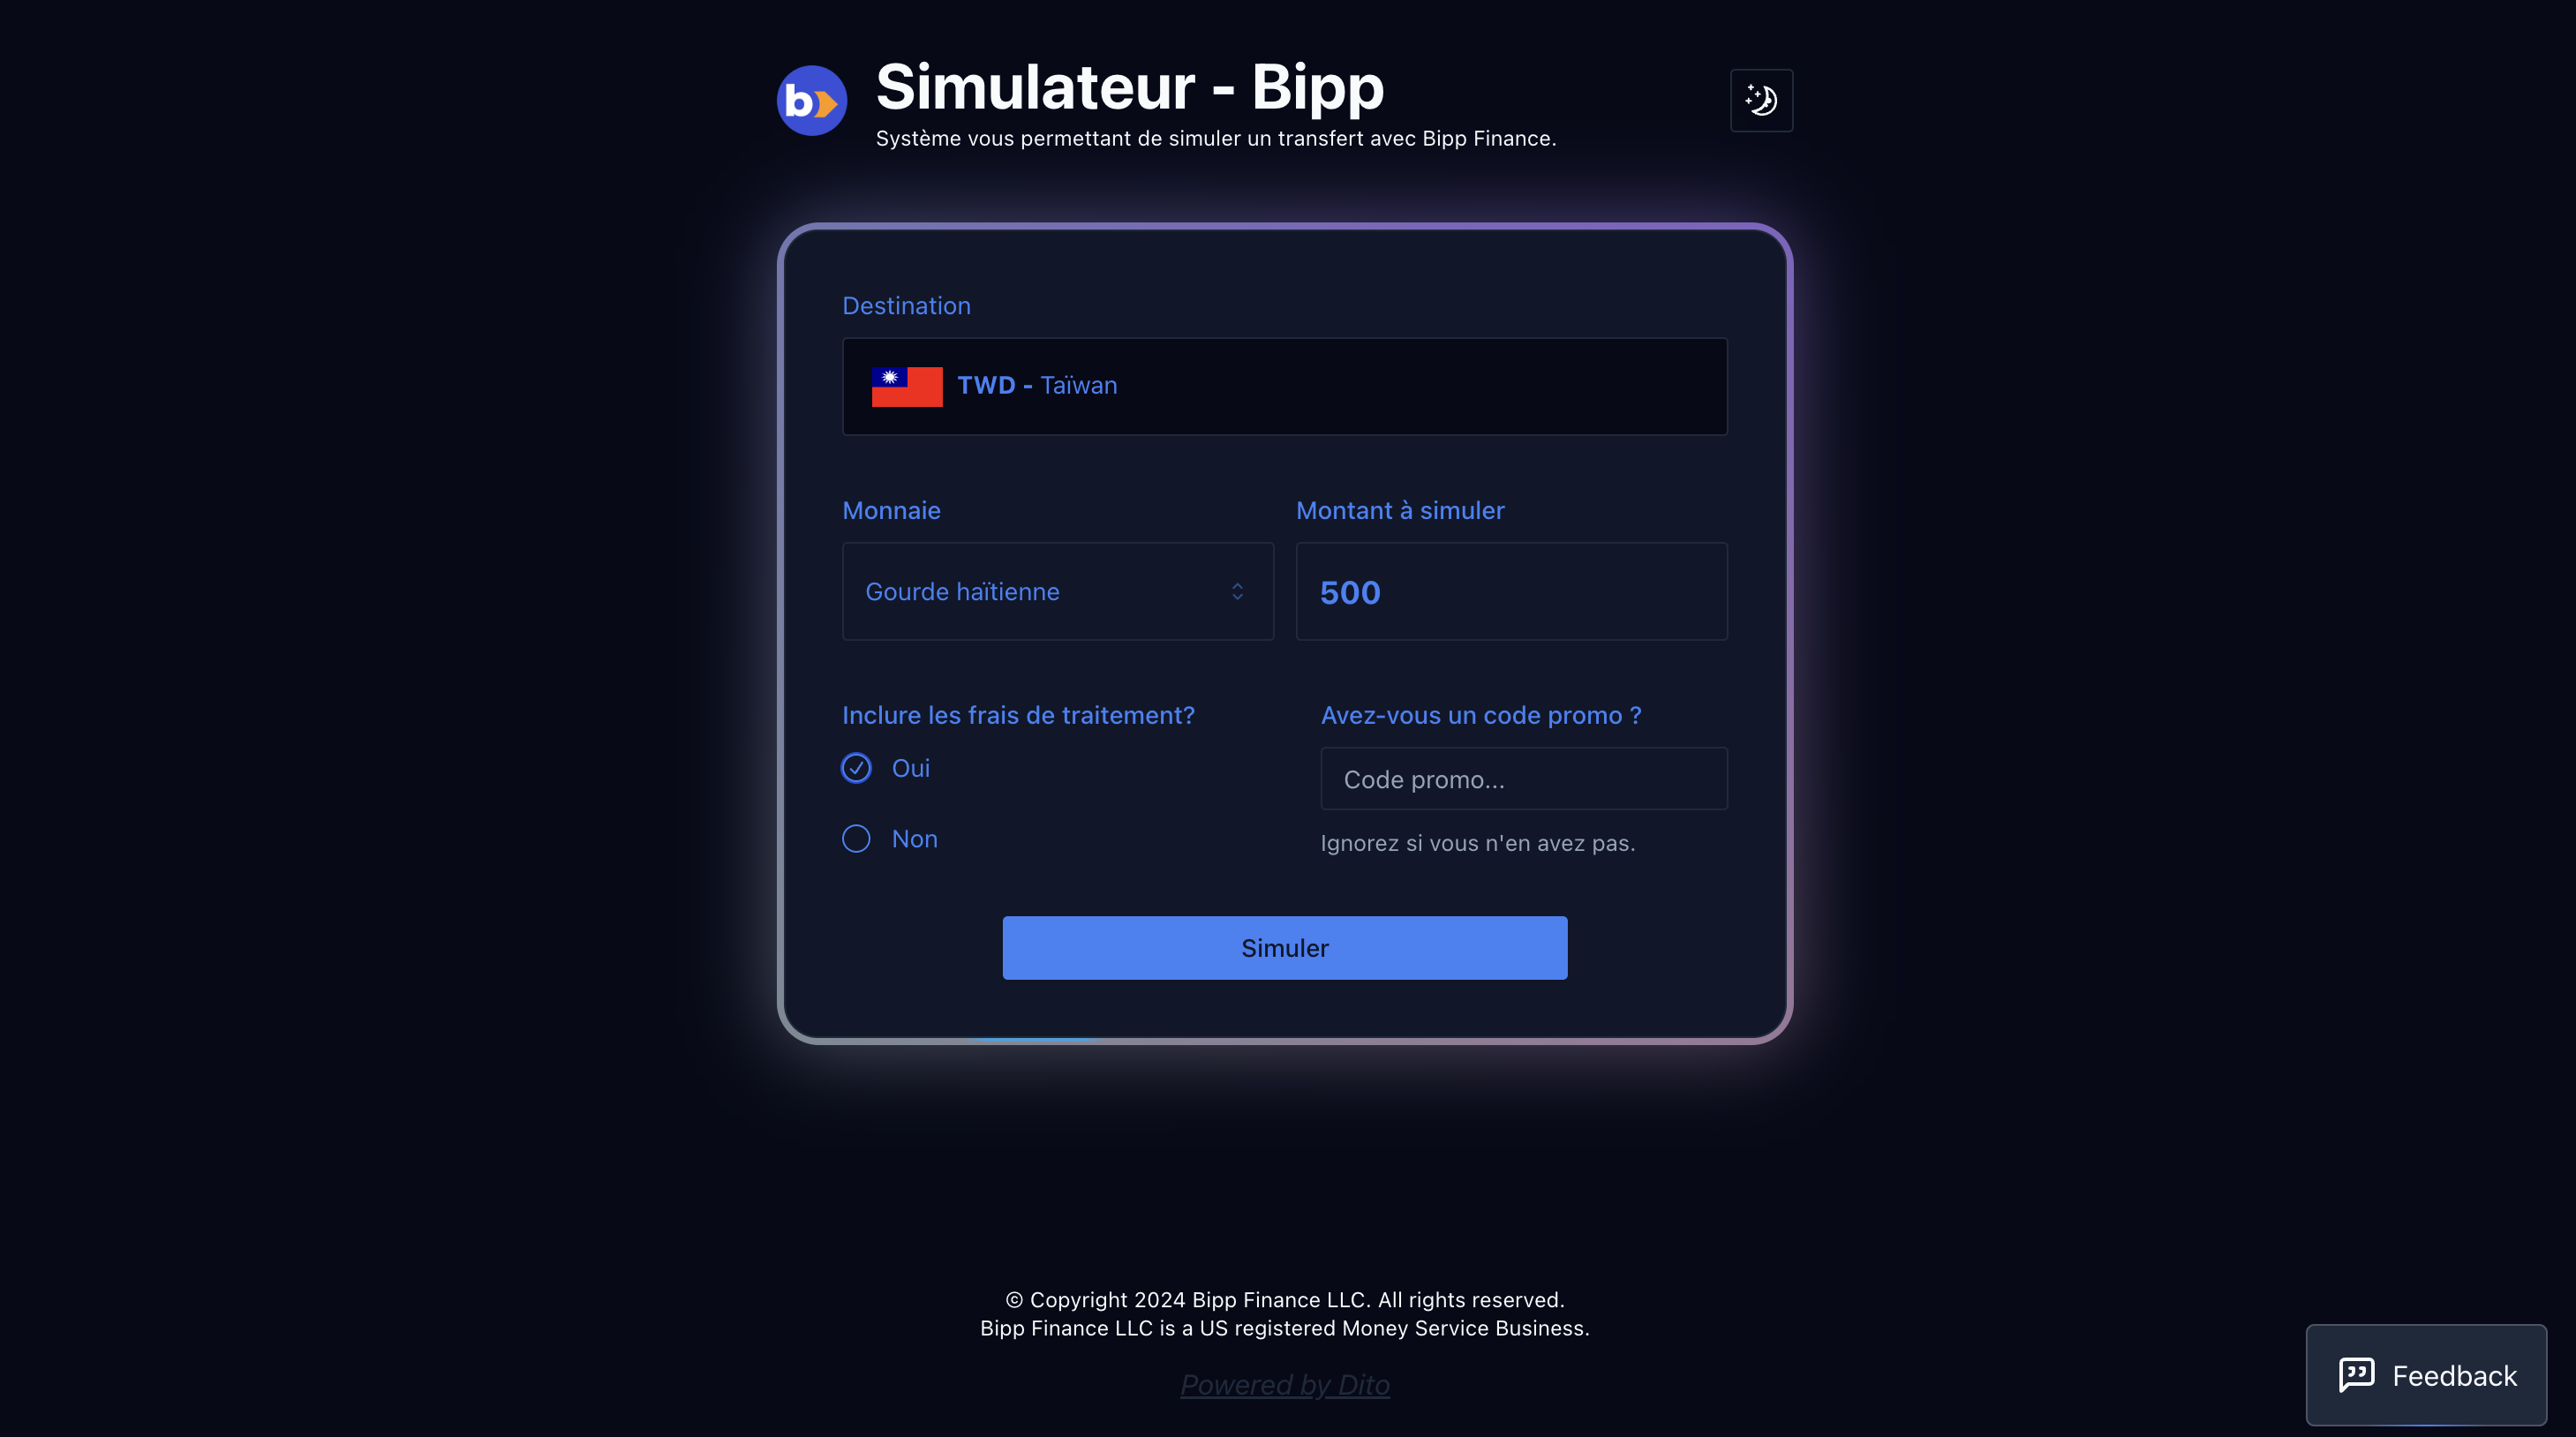 b
Simulateur - Bipp
Système vous permettant de simuler un transfert avec Bipp Finance.
Destination
TWD - Taïwan
Monnaie
Montant à simuler
Gourde haïtienne
500
Inclure les frais de traitement?
Avez-vous un code promo ?
Oui
Code promo...
Non
Ignorez si vous n'en avez pas.
Simuler
© Copyright 2024 Bipp Finance LLC. All rights reserved.
Bipp Finance LLC is a US registered Money Service Business.
Powered by Dito
Feedback